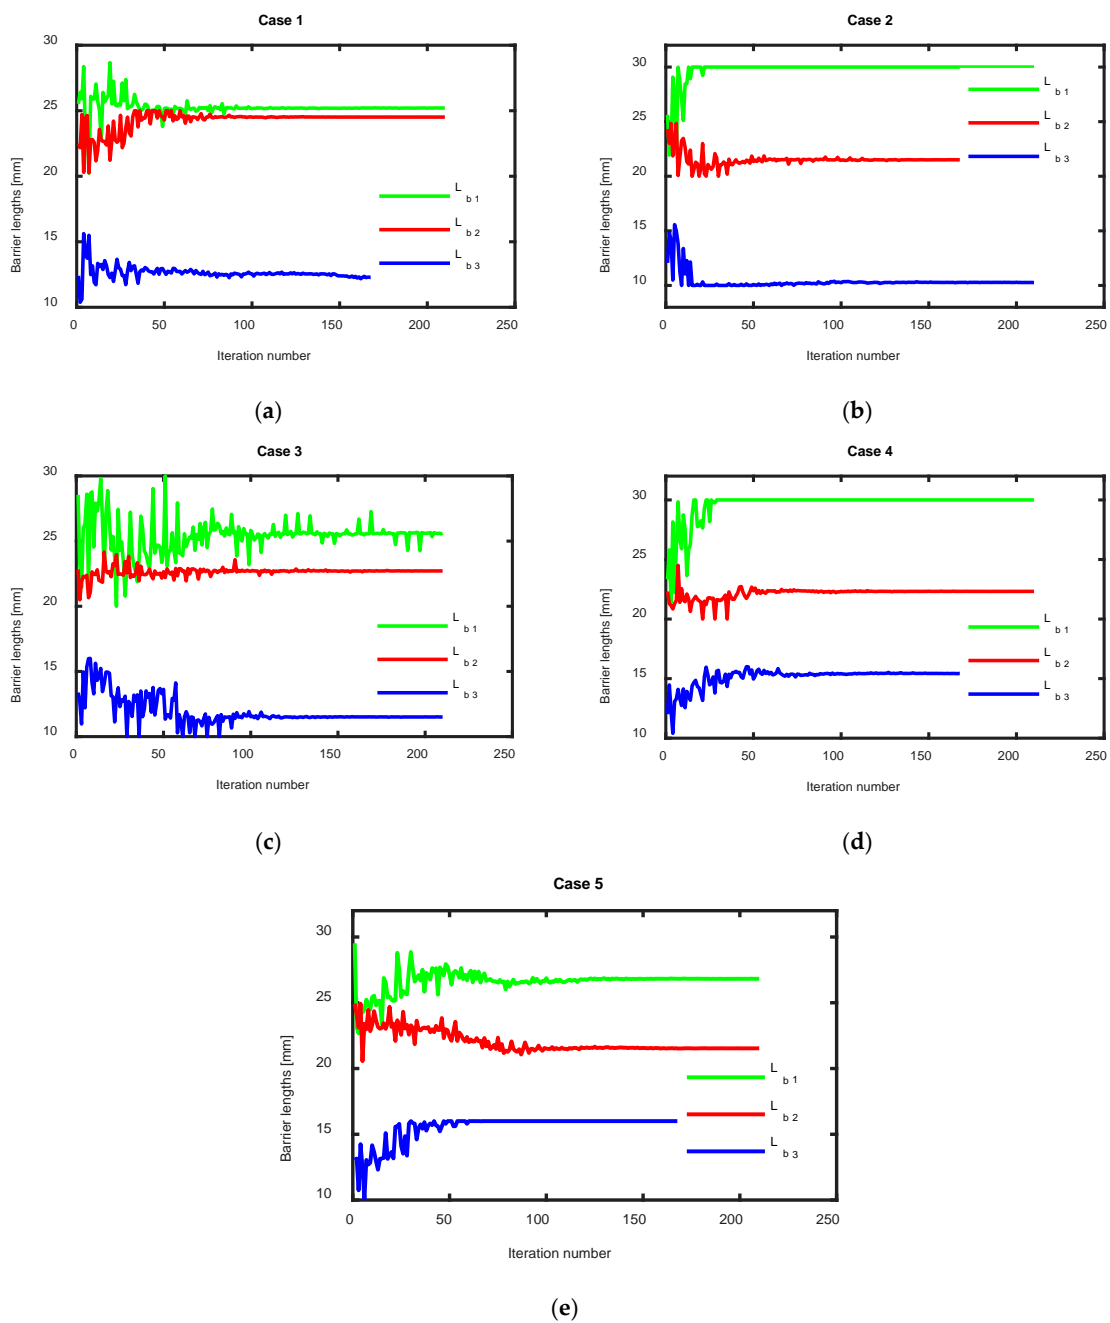 Case 1
30
25
20
15
10
Barrier lengths [mm]
L b 1
L b 2
L b 3
0 50 100 150 200 250
Iteration number
(a)
Case 2
30
25
20
15
10
Barrier lengths [mm]
L b 1
L b 2
L b 3
0 50 100 150 200 250
Iteration number
(b)
Case 3
30
25
20
15
10
Barrier lengths [mm]
L b 1
L b 2
L b 3
0 50 100 150 200 250
Iteration number
(c)
Case 4
30
25
20
15
10
Barrier lengths [mm]
L b 1
L b 2
L b 3
0 50 100 150 200 250
Iteration number
(d)
Case 5
30
25
20
15
10
Barrier lengths [mm]
L b 1
L b 2
L b 3
0 50 100 150 200 250
Iteration number
(e)